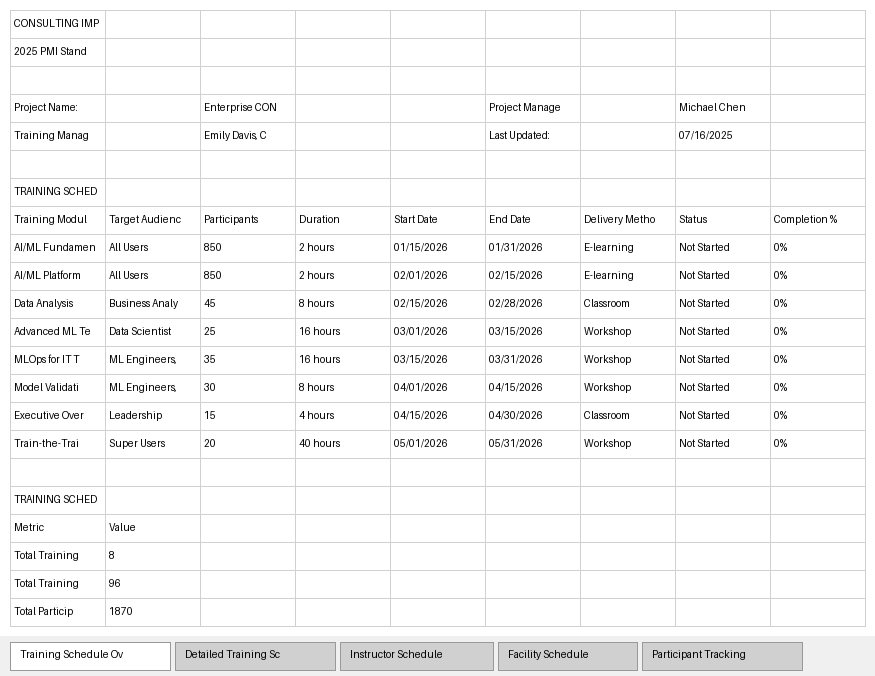 CONSULTING IMP
2025 PMI Stand
Project Name: Enterprise CON Project Manage Michael Chen
Training Manag Emily Davis, C Last Updated: 07/16/2025
TRAINING SCHED
Training Modul Target Audienc Participants Duration Start Date End Date Delivery Metho Status Completion %
AI/ML Fundamen All Users 850 2 hours 01/15/2026 01/31/2026 E-learning Not Started 0%
AI/ML Platform All Users 850 2 hours 02/01/2026 02/15/2026 E-learning Not Started 0%
Data Analysis Business Analy 45 8 hours 02/15/2026 02/28/2026 Classroom Not Started 0%
Advanced ML Te Data Scientist 25 16 hours 03/01/2026 03/15/2026 Workshop Not Started 0%
MLOps for IT T ML Engineers, 35 16 hours 03/15/2026 03/31/2026 Workshop Not Started 0%
Model Validati ML Engineers, 30 8 hours 04/01/2026 04/15/2026 Workshop Not Started 0%
Executive Over Leadership 15 4 hours 04/15/2026 04/30/2026 Classroom Not Started 0%
Train-the-Trai Super Users 20 40 hours 05/01/2026 05/31/2026 Workshop Not Started 0%
TRAINING SCHED
Metric Value
Total Training 8
Total Training 96
Total Particip 1870
Training Schedule Ov Detailed Training Sc Instructor Schedule Facility Schedule Participant Tracking